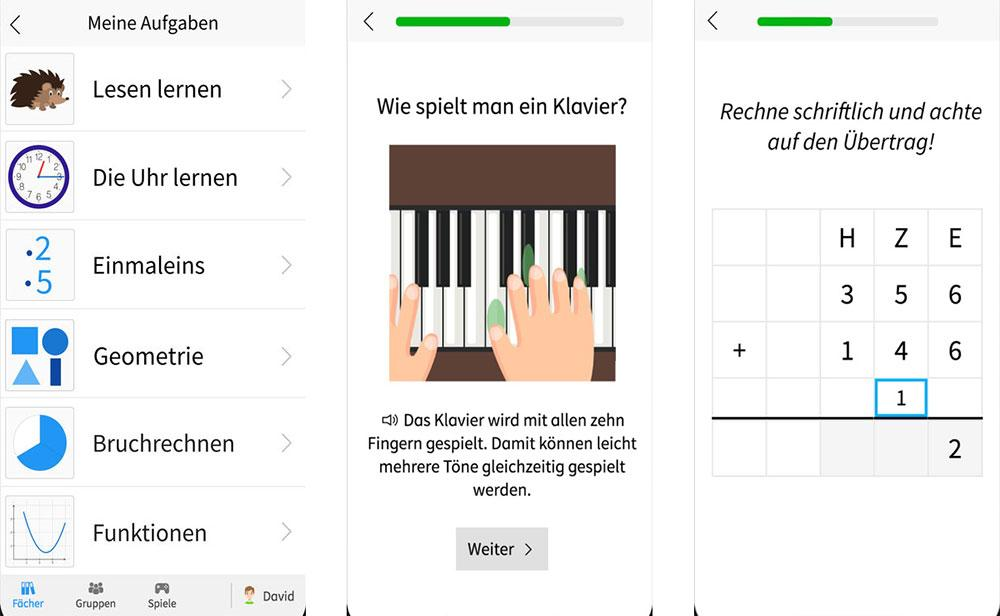 Meine Aufgaben
Lesen lernen
Die Uhr lernen
·2
·5
Einmaleins
Geometrie
Bruchrechnen
Funktionen
Fächer
Gruppen
Spiele
David
Wie spielt man ein Klavier?
Das Klavier wird mit allen zehn
Fingern gespielt. Damit können leicht
mehrere Töne gleichzeitig gespielt
werden.
Weiter
Rechne schriftlich und achte
auf den Übertrag!
H Z E
3 5 6
+ 1 4 6
1
2